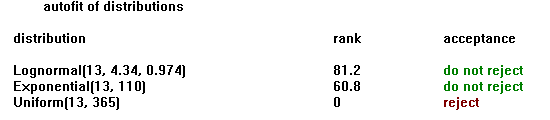 autofit of distributions
distribution rank acceptance
Lognormal(13, 4.34, 0.974) 81.2 do not reject
Exponential(13, 110) 60.8 do not reject
Uniform(13, 365) 0 reject